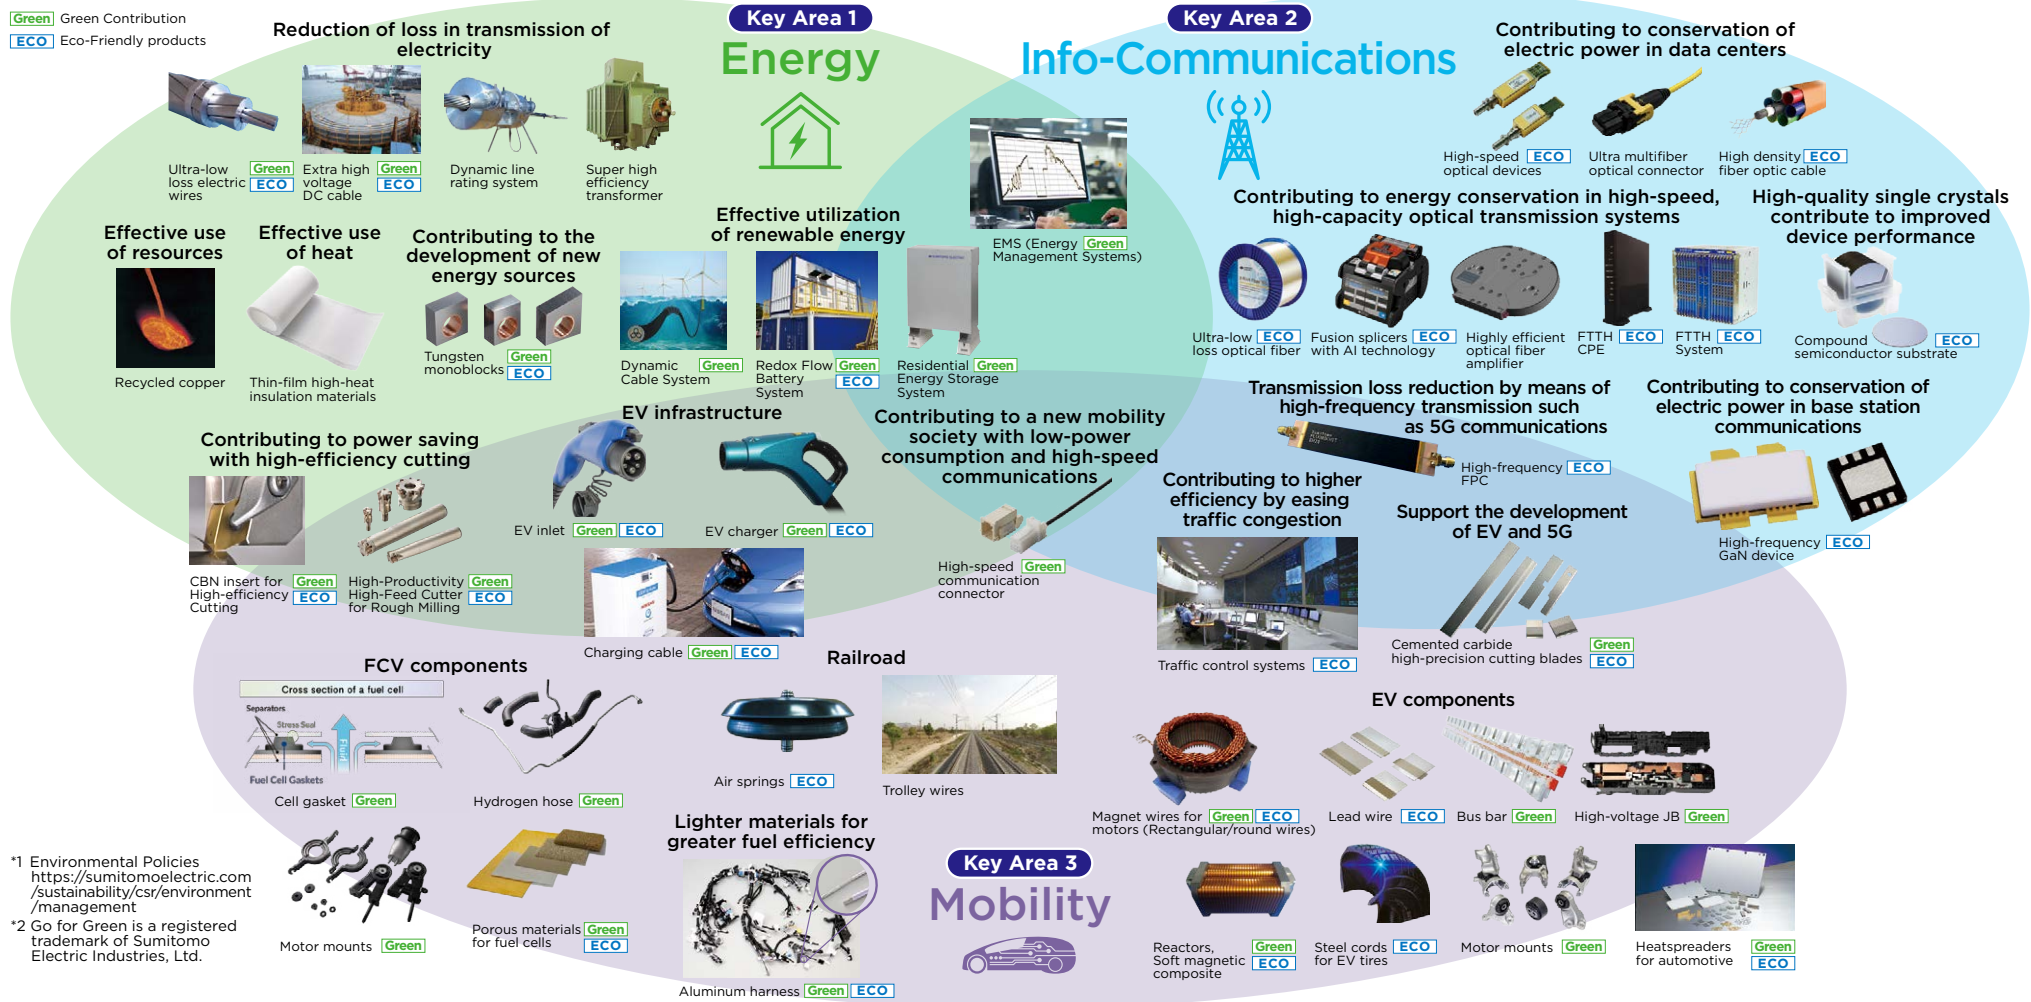 Green Green Contribution
ECO Eco-Friendly products
Key Area 1
Energy
Key Area 2
Info-Communications
Reduction of loss in transmission of
electricity
Ultra-low
loss electric
wires
Green
ECO
Extra high
voltage
DC cable
Green
ECO
Dynamic line
rating system
Super high
efficiency
transformer
Effective use
of resources
Recycled copper
Effective use
of heat
Thin-film high-heat
insulation materials
Contributing to the
development of new
energy sources
Tungsten
monoblocks
Green
ECO
Effective utilization
of renewable energy
Dynamic
Cable System
Green
Redox Flow
Battery
System
Green
ECO
Residential
Energy Storage
System
Green
EMS (Energy
Management Systems)
Green
Contributing to conservation of
electric power in data centers
High-speed
optical devices
ECO
Ultra multifiber
optical connector
High density
fiber optic cable
ECO
Contributing to energy conservation in high-speed,
high-capacity optical transmission systems
Ultra-low
loss optical fiber
ECO
Fusion splicers
with AI technology
ECO
Highly efficient
optical fiber
amplifier
FTTH
CPE
ECO
FTTH
System
ECO
High-quality single crystals
contribute to improved
device performance
Compound
semiconductor substrate
ECO
Contributing to power saving
with high-efficiency cutting
CBN insert for
High-efficiency
Cutting
Green
ECO
High-Productivity
High-Feed Cutter
for Rough Milling
Green
ECO
EV infrastructure
EV inlet Green ECO
EV charger Green ECO
Charging cable Green ECO
Contributing to a new mobility
society with low-power
consumption and high-speed
communications
High-speed
communication
connector
Green
Transmission loss reduction by means of
high-frequency transmission such
as 5G communications
High-frequency
FPC
ECO
Contributing to conservation of
electric power in base station
communications
High-frequency
GaN device
ECO
Contributing to higher
efficiency by easing
traffic congestion
Traffic control systems ECO
Support the development
of EV and 5G
Cemented carbide
high-precision cutting blades
Green
ECO
FCV components
Cross section of a fuel cell
Separators
Stress Seal
Fluid
Fuel Cell Gaskets
Cell gasket Green
Hydrogen hose Green
Motor mounts Green
Porous materials
for fuel cells
Green
ECO
Railroad
Air springs ECO
Trolley wires
Lighter materials for
greater fuel efficiency
Aluminum harness Green ECO
Key Area 3
Mobility
EV components
Magnet wires for
motors (Rectangular/round wires)
Green ECO
Lead wire ECO
Bus bar Green
High-voltage JB Green
Reactors,
Soft magnetic
composite
Green
ECO
Steel cords
for EV tires
ECO
Motor mounts Green
Heatspreaders
for automotive
Green
ECO
*1 Environmental Policies
https://sumitomoelectric.com
/sustainability/csr/environment
/management
*2 Go for Green is a registered
trademark of Sumitomo
Electric Industries, Ltd.